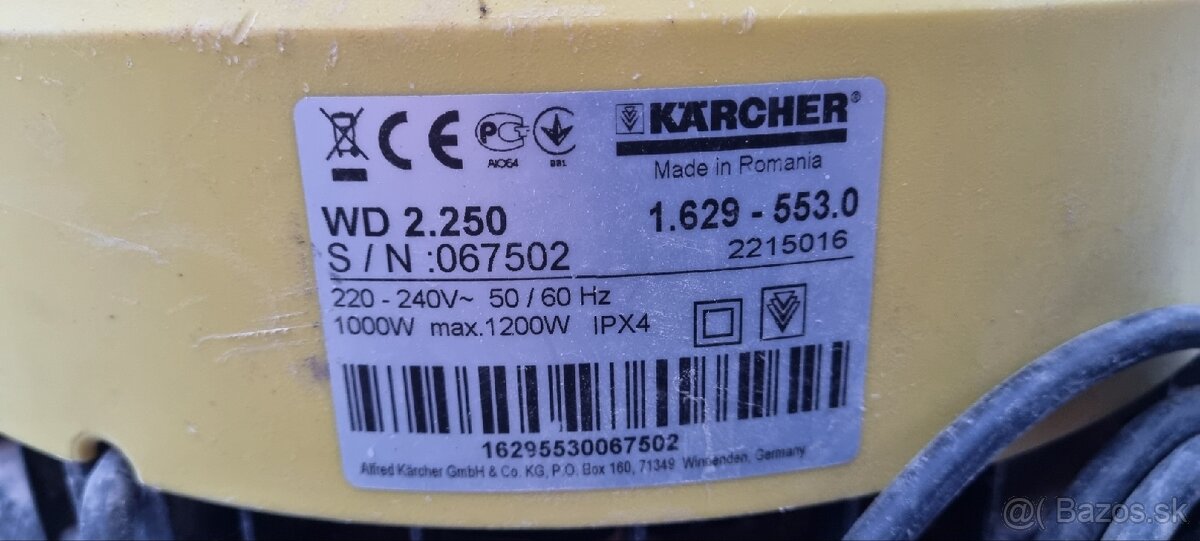 KÄRCHER®
Made in Romania
AЮ64
WD 2.250 1.629 - 553.0
S / N :067502 2215016
220 - 240V~ 50 / 60 Hz
1000W max.1200W IPX4
16295530067502
Alfred Kärcher GmbH & Co. KG, P.O. Box 160, 71349 Winnenden, Germany
@( Bazos.sk